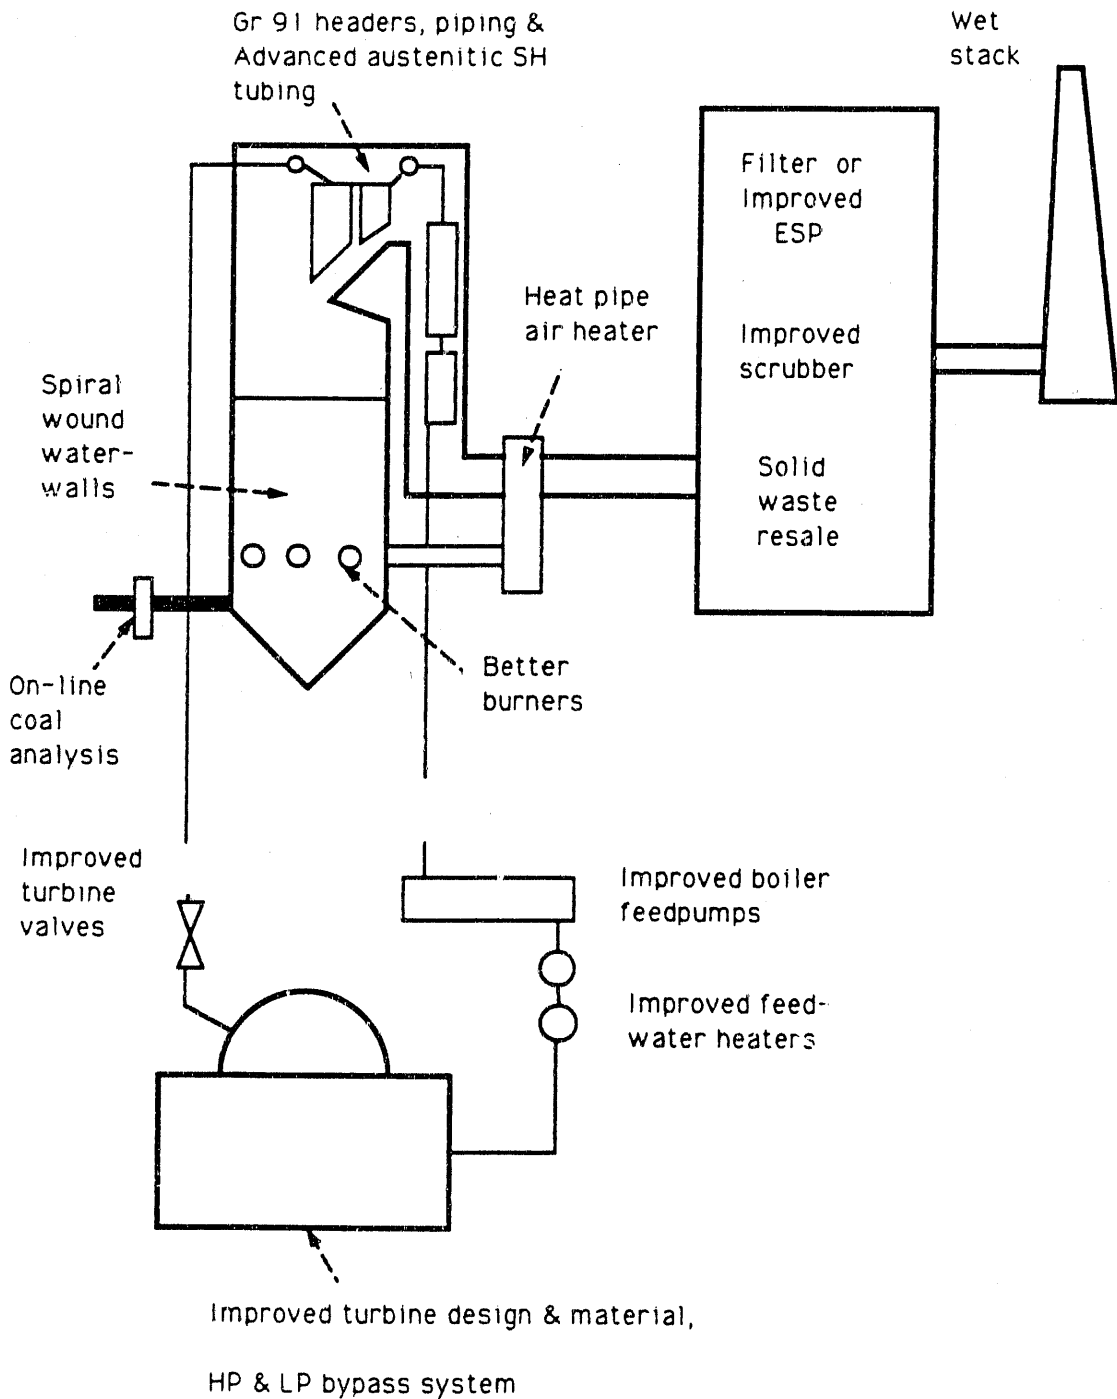 Gr 91 headers, piping &
Advanced austenitic SH
tubing
Wet
stack
Filter or
Improved
ESP
Heat pipe
air heater
Improved
scrubber
Spiral
wound
water-
walls
Solid
waste
resale
Better
burners
On-line
coal
analysis
Improved
turbine
valves
Improved boiler
feedpumps
Improved feed-
water heaters
Improved turbine design & material,
HP & LP bypass system